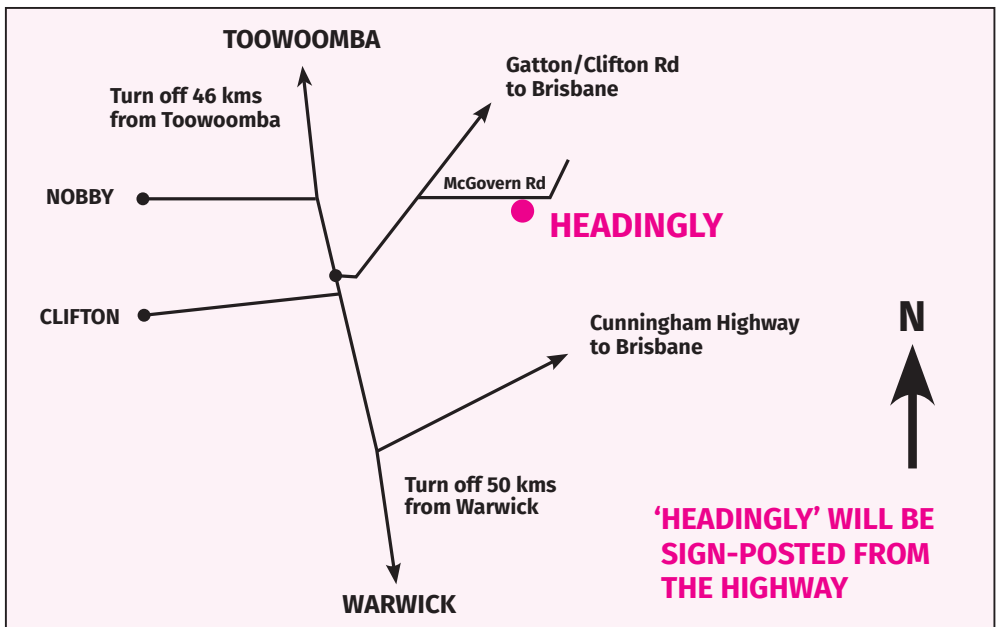 TOOWOOMBA
Gatton/Clifton Rd
to Brisbane
Turn off 46 kms
from Toowoomba
McGovern Rd
NOBBY
HEADINGLY
CLIFTON
Cunningham Highway
to Brisbane
N
Turn off 50 kms
from Warwick
‘HEADINGLY’ WILL BE
SIGN-POSTED FROM
THE HIGHWAY
WARWICK